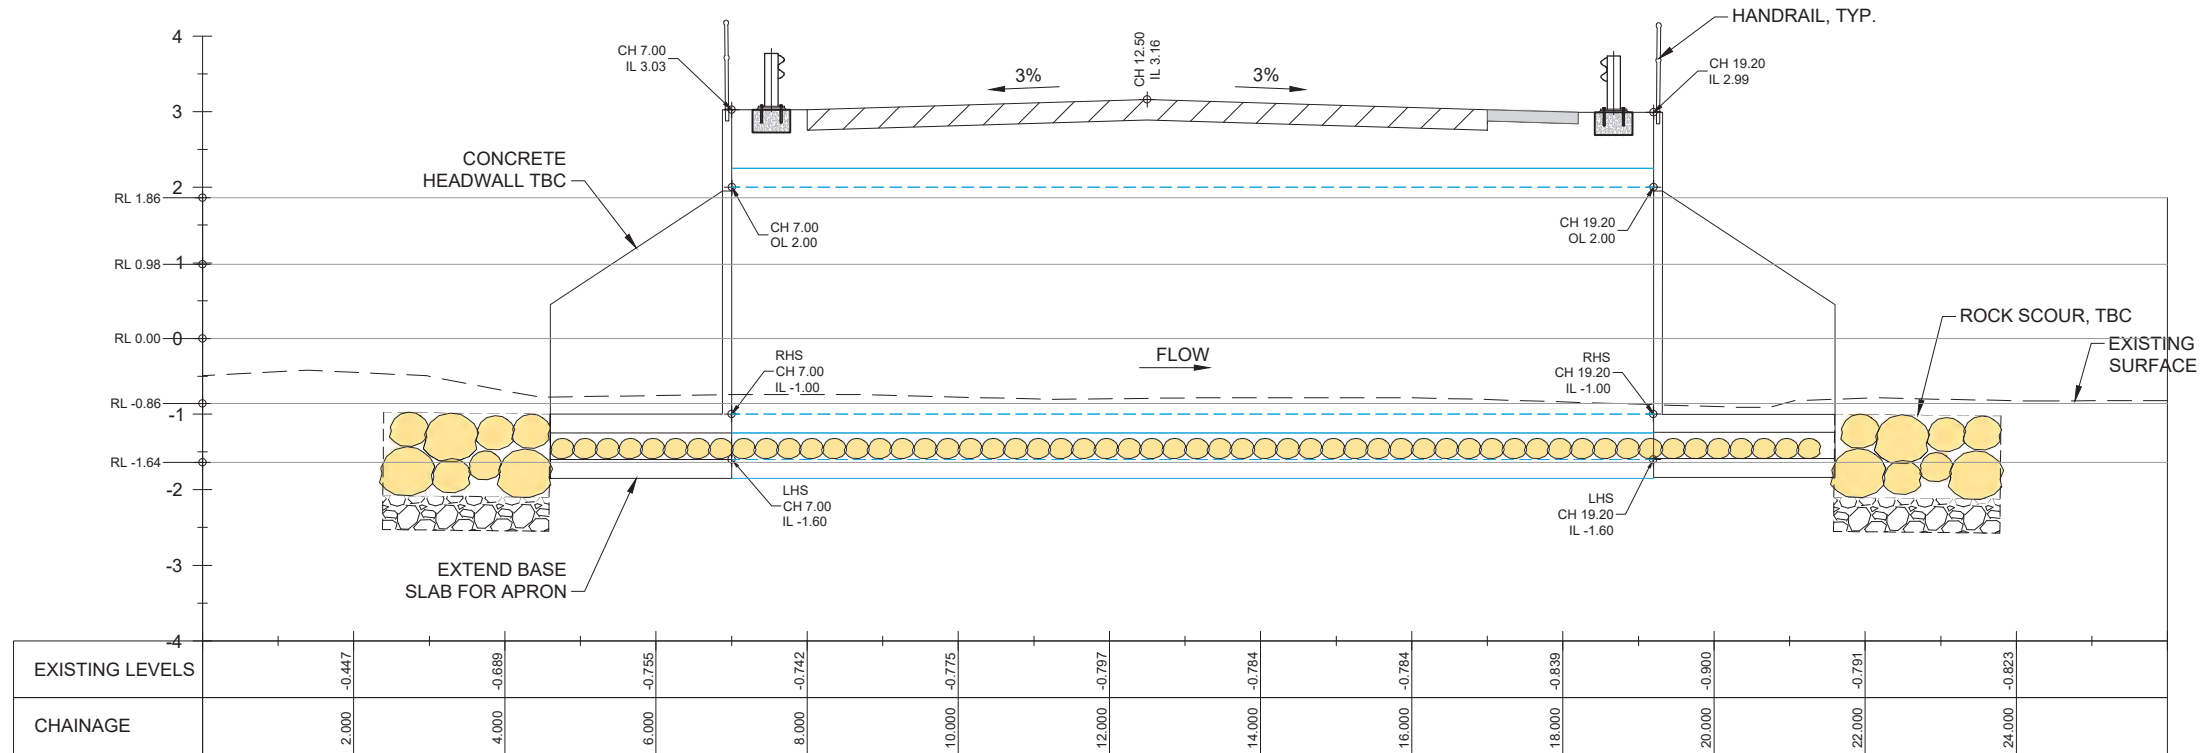 HANDRAIL, TYP.
4
CH 7.00
IL 3.03
CH 12.50
IL 3.16
3%
3%
CH 19.20
IL 2.99
3
CONCRETE
HEADWALL TBC
2
RL 1.86
CH 7.00
OL 2.00
CH 19.20
OL 2.00
1
RL 0.98
ROCK SCOUR, TBC
0
RL 0.00
EXISTING
SURFACE
FLOW
RHS
CH 7.00
IL -1.00
RHS
CH 19.20
IL -1.00
RL -0.86
-1
RL -1.64
-2
LHS
CH 7.00
IL -1.60
LHS
CH 19.20
IL -1.60
-3
EXTEND BASE
SLAB FOR APRON
-4
EXISTING LEVELS -0.447 -0.689 -0.755 -0.742 -0.775 -0.797 -0.784 -0.784 -0.839 -0.900 -0.791 -0.823
CHAINAGE 2.000 4.000 6.000 8.000 10.000 12.000 14.000 16.000 18.000 20.000 22.000 24.000